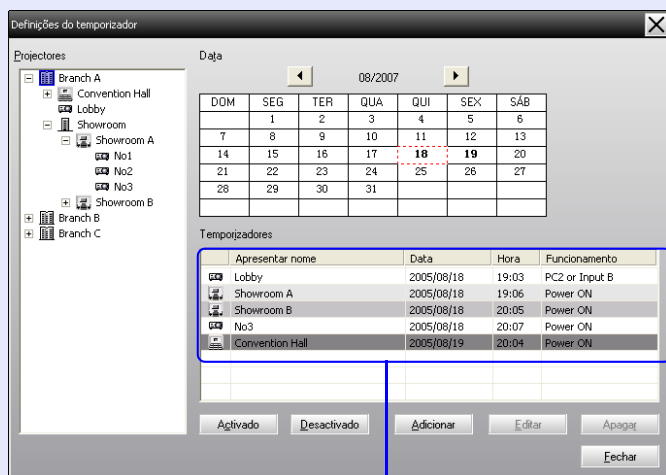 Definições do temporizador
Projectores
Branch A
Convention Hall
Lobby
Showroom
Showroom A
No1
No2
No3
Showroom B
Branch B
Branch C
Data
08/2007
DOM SEG TER QUA QUI SEX SÁB
1 2 3 4 5 6
7 8 9 10 11 12 13
14 15 16 17 18 19 20
21 22 23 24 25 26 27
28 29 30 31
Temporizadores
Apresentar nome Data Hora Funcionamento
Lobby 2005/08/18 19:03 PC2 or Input B
Showroom A 2005/08/18 19:06 Power ON
Showroom B 2005/08/18 20:05 Power ON
No3 2005/08/18 20:07 Power ON
Convention Hall 2005/08/19 20:04 Power ON
Activado Desactivado Adicionar Editar Apagar
Fechar